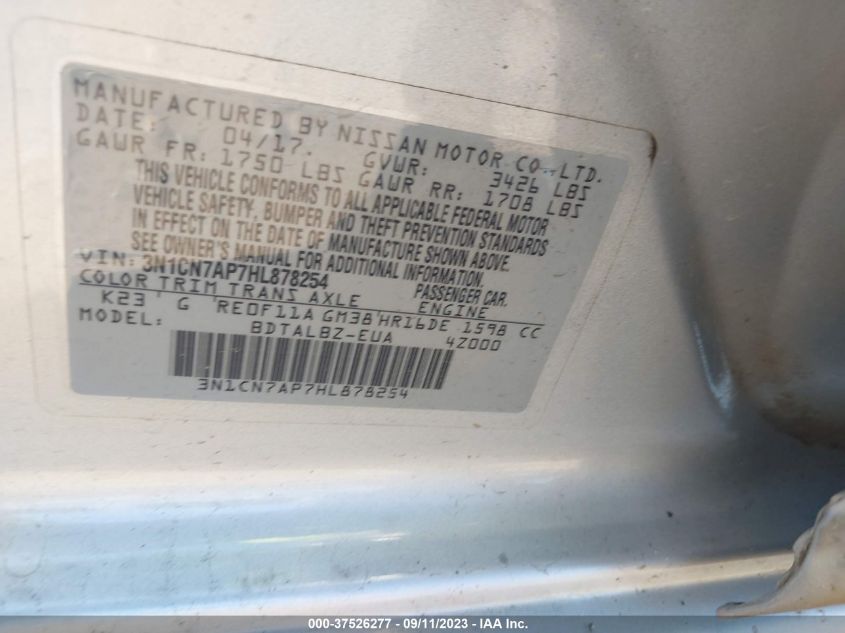 MANUFACTURED BY NISSAN MOTOR CO.,LTD.
DATE: 04/17. GVWR: 3426 LBS
GAWR FR: 1750 LBS GAWR RR: 1708 LBS
THIS VEHICLE CONFORMS TO ALL APPLICABLE FEDERAL MOTOR
VEHICLE SAFETY, BUMPER AND THEFT PREVENTION STANDARDS
IN EFFECT ON THE DATE OF MANUFACTURE SHOWN ABOVE.
SEE OWNER'S MANUAL FOR ADDITIONAL INFORMATION.
VIN: 3N1CN7AP7HL878254 PASSENGER CAR.
COLOR TRIM TRANS AXLE ENGINE
K23 G RE0F11A GM38 HR16DE 1598 CC
MODEL: BDTALBZ-EUA 4Z000
3N1CN7AP7HL878254
000-37526277 - 09/11/2023 - IAA Inc.